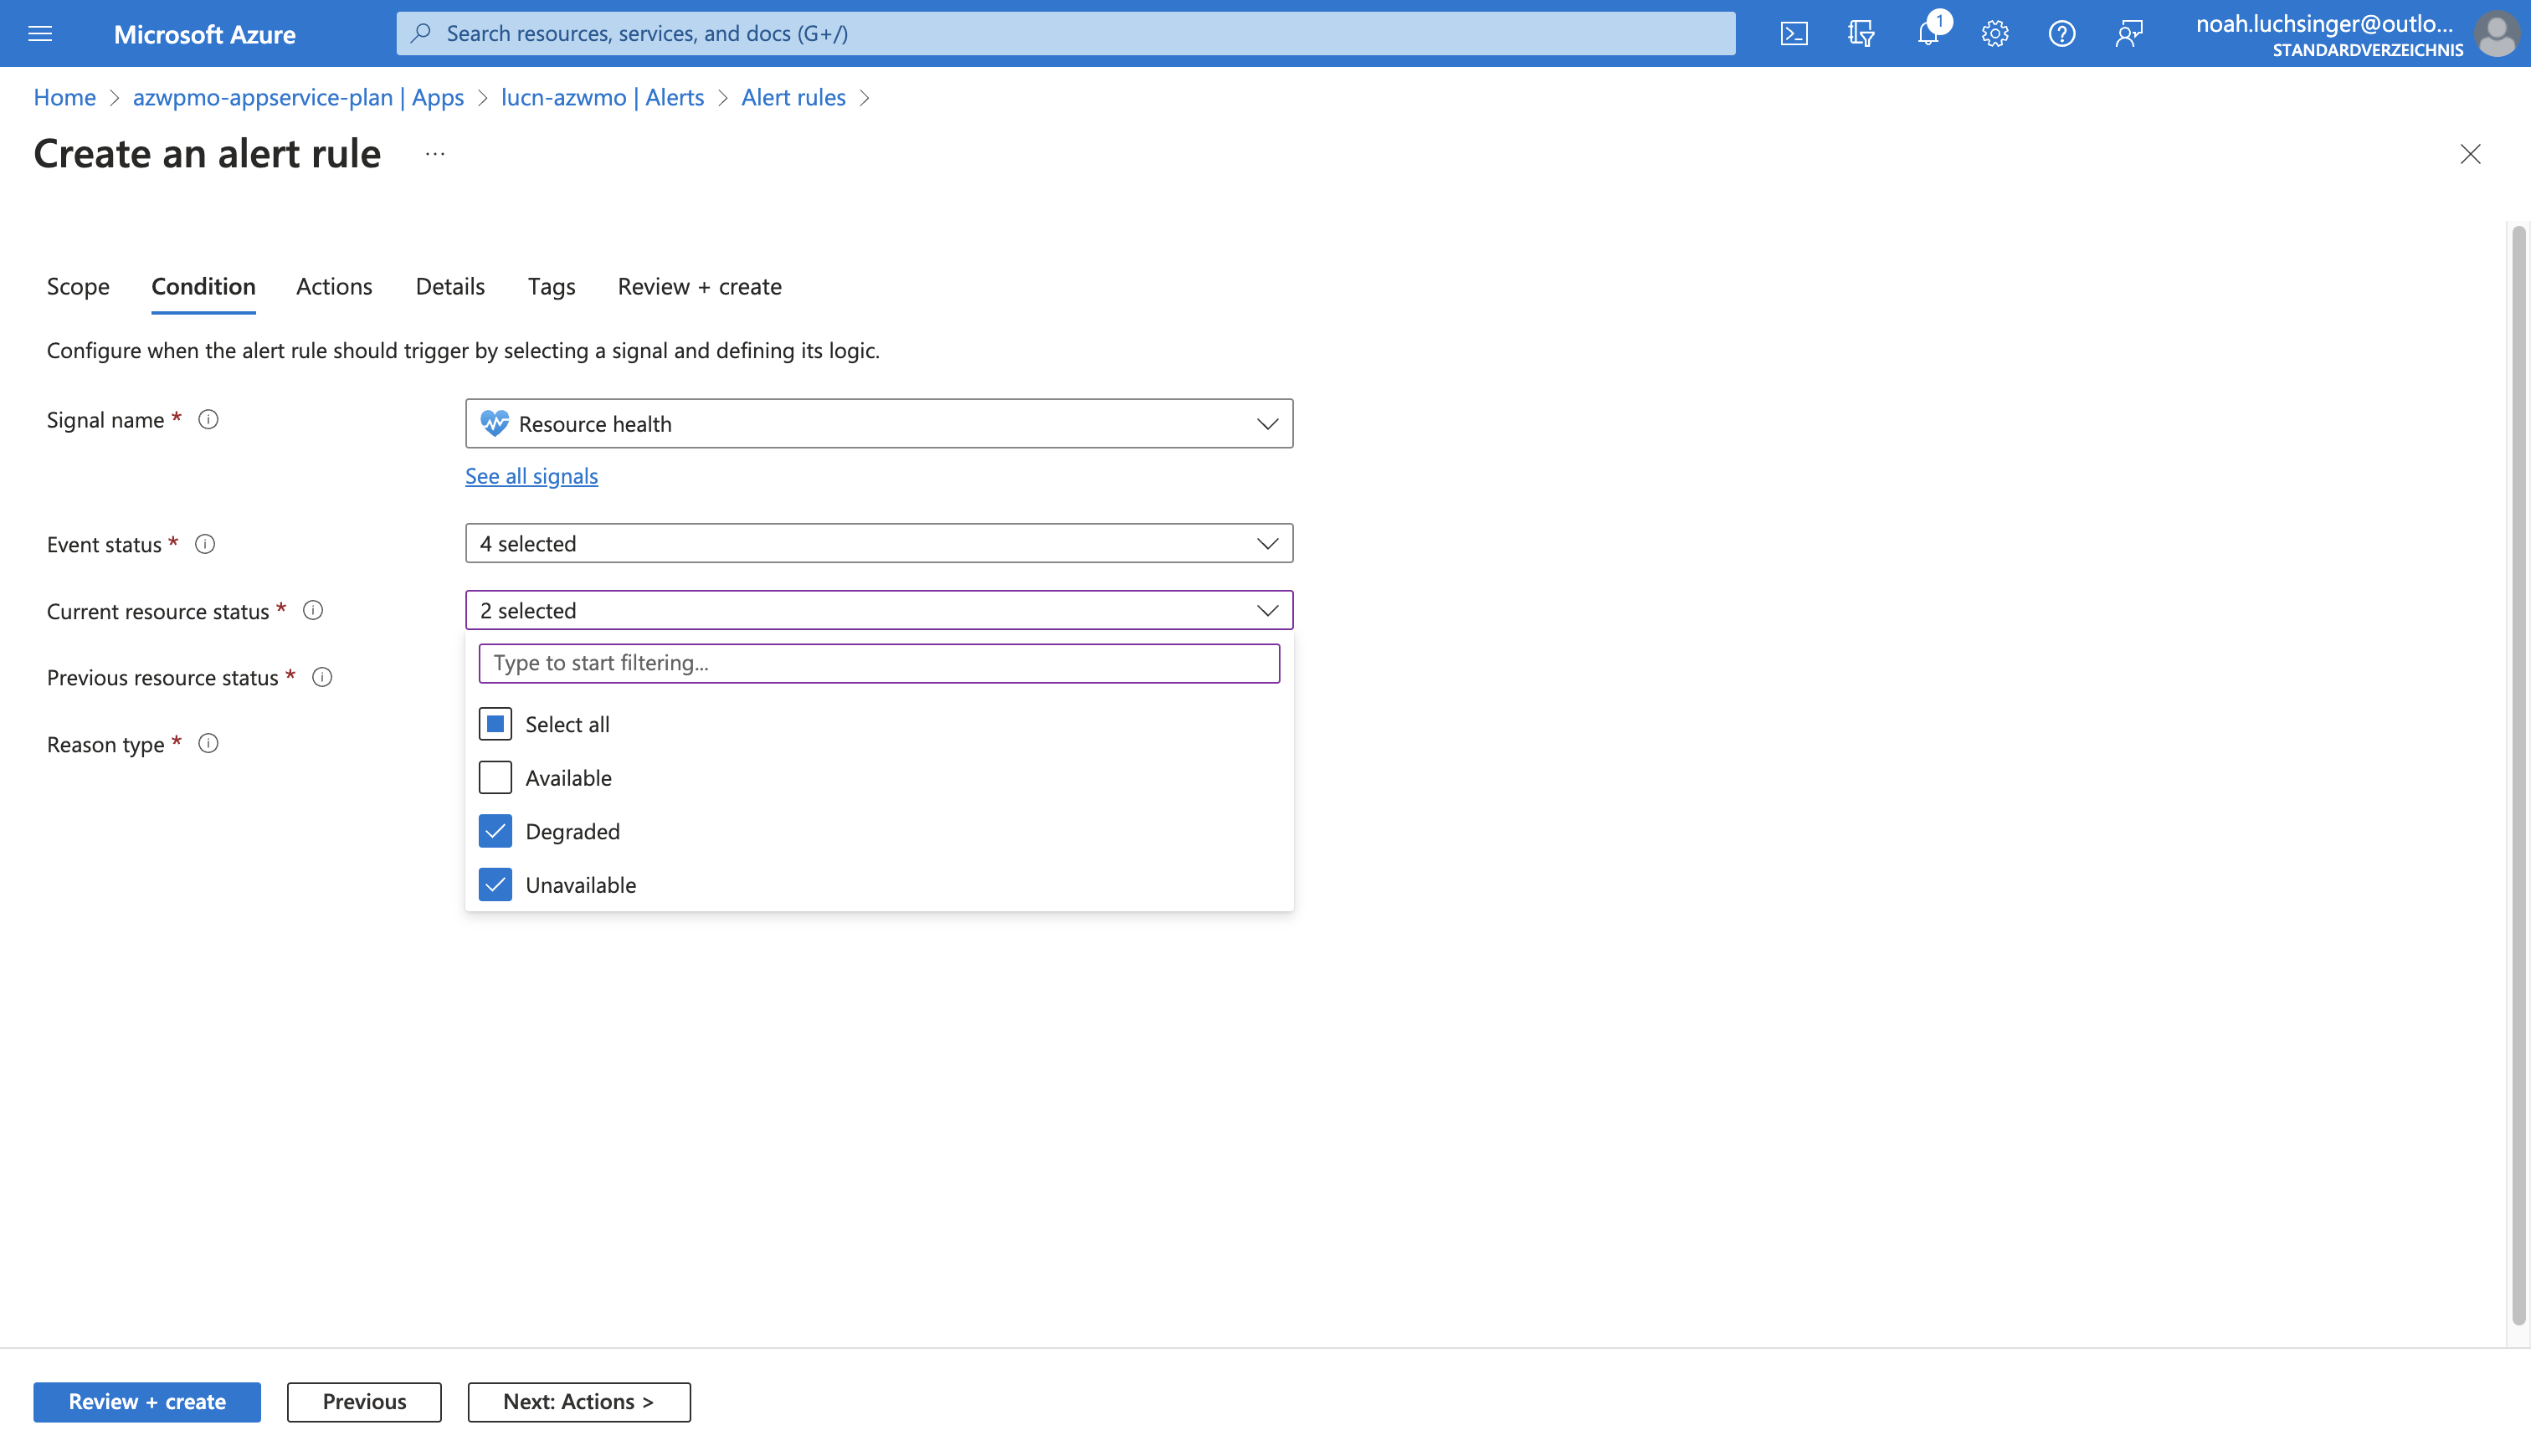 Microsoft Azure
Search resources, services, and docs (G+/)
1
noah.luchsinger@outlo...
STANDARDVERZEICHNIS
Home > azwpmo-appservice-plan | Apps > lucn-azwmo | Alerts > Alert rules >
Create an alert rule ...
Scope Condition Actions Details Tags Review + create
Configure when the alert rule should trigger by selecting a signal and defining its logic.
Signal name * Resource health
See all signals
Event status * 4 selected
Current resource status * 2 selected
Type to start filtering...
Previous resource status *
Select all
Reason type *
Available
Degraded
Unavailable
Review + create Previous Next: Actions >